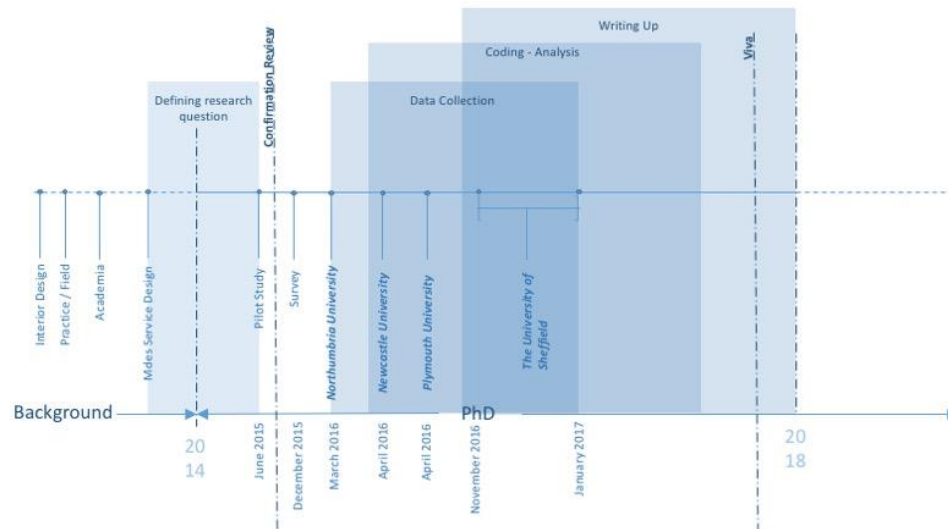 Writing Up
Coding - Analysis
Data Collection
Defining research
question
Confirmation Review
Viva
Interior Design
Practice / Field
Academia
Mdes Service Design
Pilot Study
Survey
Northumbria University
Newcastle University
Plymouth University
The University of
Sheffield
Background
PhD
20
14
June 2015
December 2015
March 2016
April 2016
April 2016
November 2016
January 2017
20
18